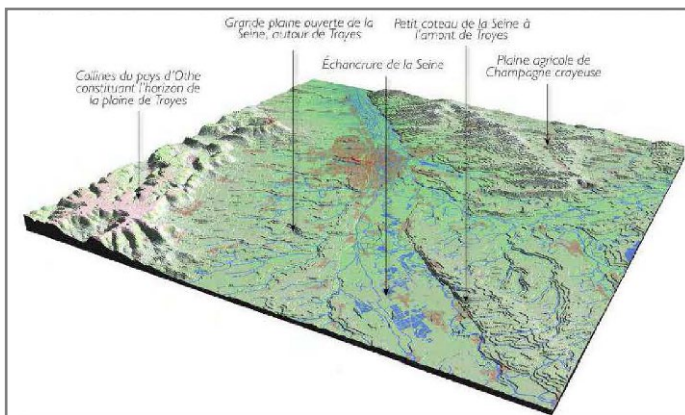 Grande plaine ouverte de la
Seine, autour de Troyes
Petit coteau de la Seine à
l'amont de Troyes
Échancrure de la Seine
Plaine agricole de
Champagne crayeuse
Collines du pays d'Othe
constituant l'horizon de
la plaine de Troyes